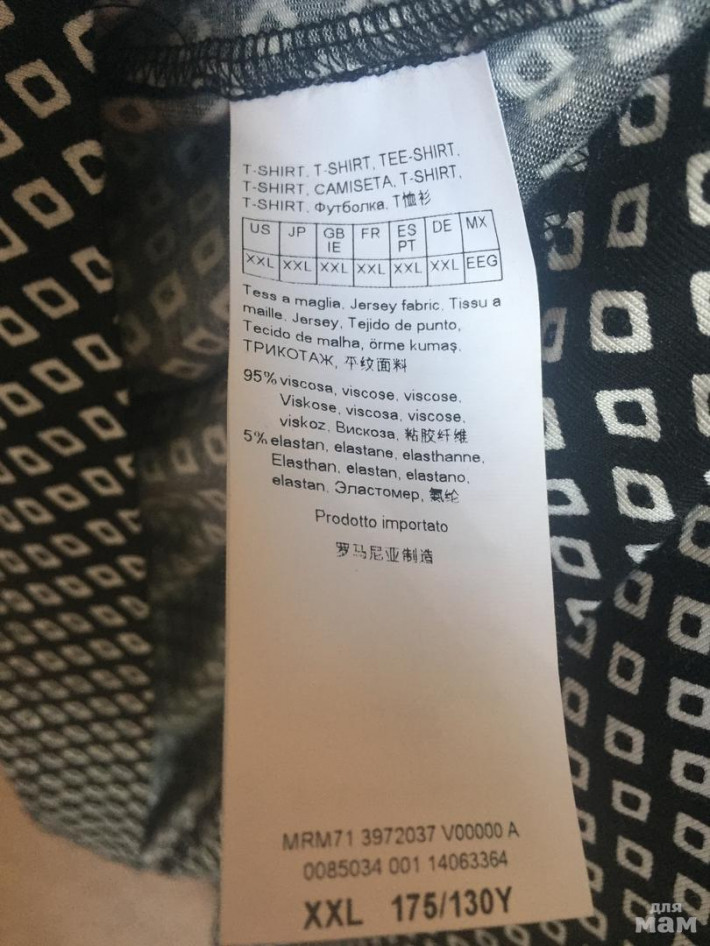 T-SHIRT, T-SHIRT, TEE-SHIRT,
T-SHIRT, CAMISETA, T-SHIRT,
T-SHIRT, Футболка, T恤衫
US JP GB IE FR ES PT DE MX
XXL XXL XXL XXL XXL XXL EEG
Tess a maglia, Jersey fabric, Tissu a
maille, Jersey, Tejido de punto,
Tecido de malha, örme kumaş,
ТРИКОТАЖ, 平纹面料
95% viscosa, viscose, viscose,
Viskose, viscosa, viscose,
viskoz, Вискоза, 粘胶纤维
5% elastan, elastane, elasthanne,
Elasthan, elastan, elastano,
elastan, Эластомер, 氨纶
Prodotto importato
罗马尼亚制造
MRM71 3972037 V00000 A
0085034 001 14063364
XXL 175/130Y
для
мам